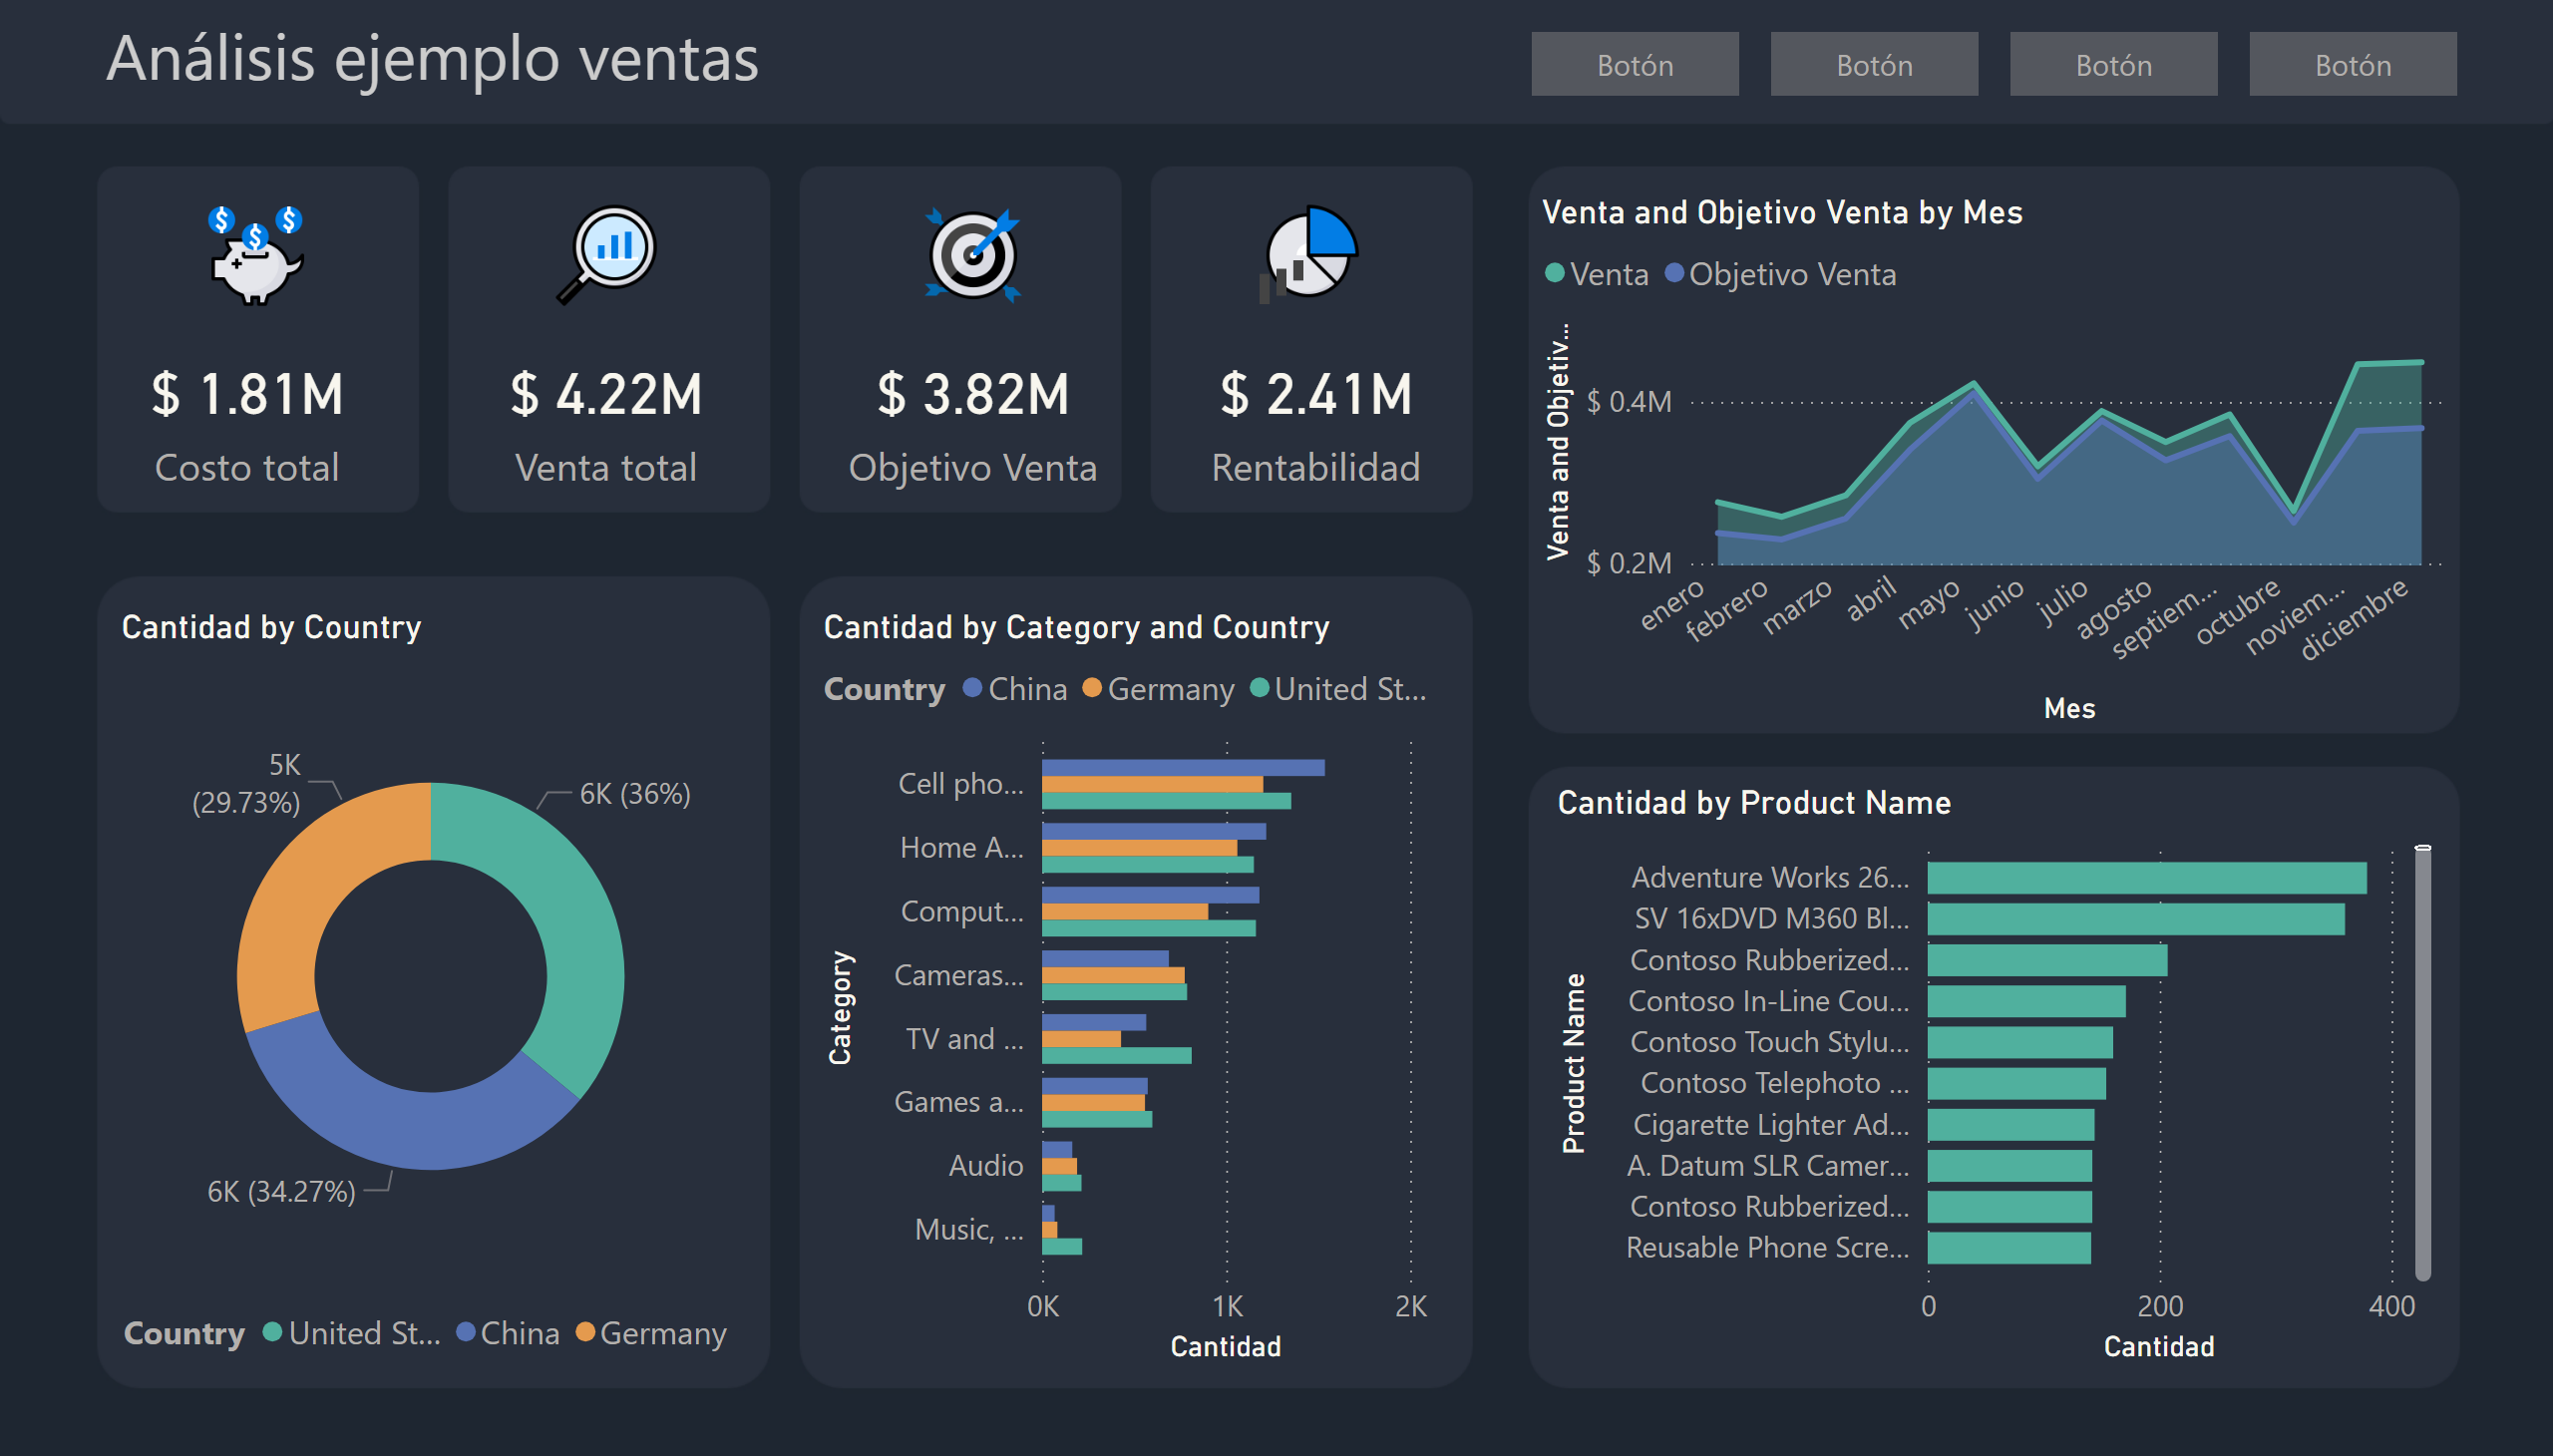 Análisis ejemplo ventas
Botón
Botón
Botón
Botón
$ 1.81M
Costo total
$ 4.22M
Venta total
$ 3.82M
Objetivo Venta
$ 2.41M
Rentabilidad
Venta and Objetivo Venta by Mes
Venta Objetivo Venta
Venta and Objetiv...
$ 0.4M
$ 0.2M
enero
febrero
marzo
abril
mayo
junio
julio
agosto
septiem...
octubre
noviem...
diciembre
Mes
Cantidad by Country
5K
(29.73%)
6K (36%)
6K (34.27%)
Country United St... China Germany
Cantidad by Category and Country
Country China Germany United St...
Category
Cell pho...
Home A...
Comput...
Cameras...
TV and ...
Games a...
Audio
Music, ...
0K 1K 2K
Cantidad
Cantidad by Product Name
Product Name
Adventure Works 26...
SV 16xDVD M360 Bl...
Contoso Rubberized...
Contoso In-Line Cou...
Contoso Touch Stylu...
Contoso Telephoto ...
Cigarette Lighter Ad...
A. Datum SLR Camer...
Contoso Rubberized...
Reusable Phone Scre...
0 200 400
Cantidad